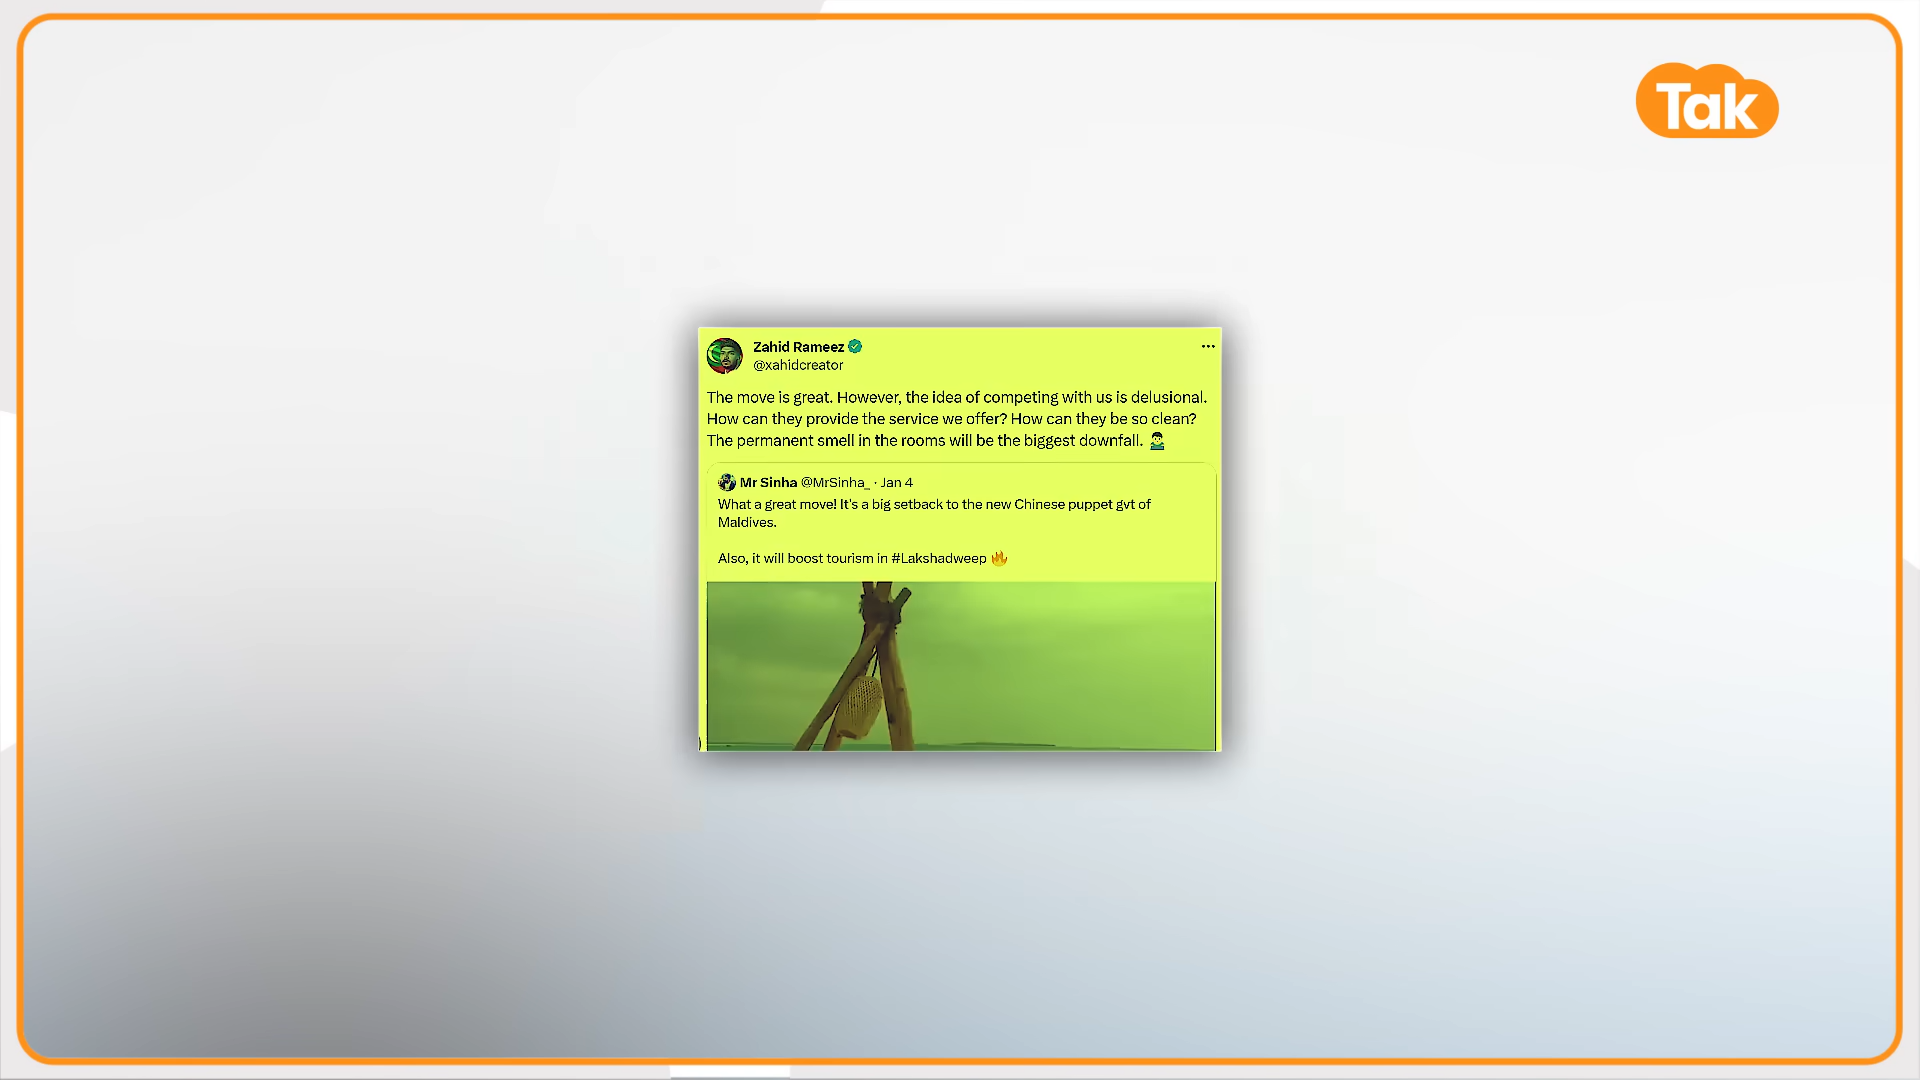 Tak
Zahid Rameez
@xahidcreator
The move is great. However, the idea of competing with us is delusional.
How can they provide the service we offer? How can they be so clean?
The permanent smell in the rooms will be the biggest downfall. 🤷‍♂️
Mr Sinha @MrSinha_ · Jan 4
What a great move! It's a big setback to the new Chinese puppet gvt of
Maldives.
Also, it will boost tourism in #Lakshadweep 🔥